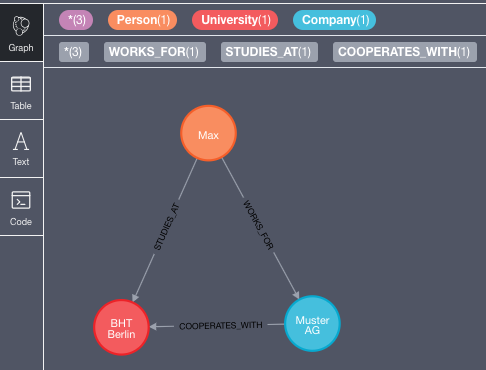 *(3) Person(1) University(1) Company(1)
*(3) WORKS_FOR(1) STUDIES_AT(1) COOPERATES_WITH(1)
Graph
Table
Text
Code
Max
STUDIES_AT
WORKS_FOR
BHT
Berlin
COOPERATES_WITH
Muster
AG